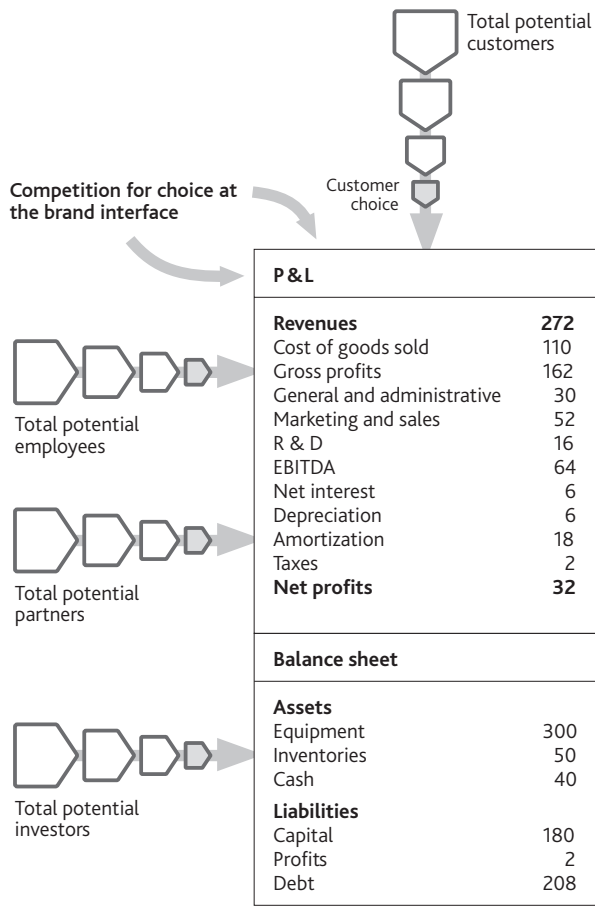 Total potential
customers
Customer
choice
Competition for choice at
the brand interface
P&L
Revenues 272
Cost of goods sold 110
Gross profits 162
General and administrative 30
Marketing and sales 52
R & D 16
EBITDA 64
Net interest 6
Depreciation 6
Amortization 18
Taxes 2
Net profits 32
Total potential
employees
Total potential
partners
Balance sheet
Assets
Equipment 300
Inventories 50
Cash 40
Liabilities
Capital 180
Profits 2
Debt 208
Total potential
investors